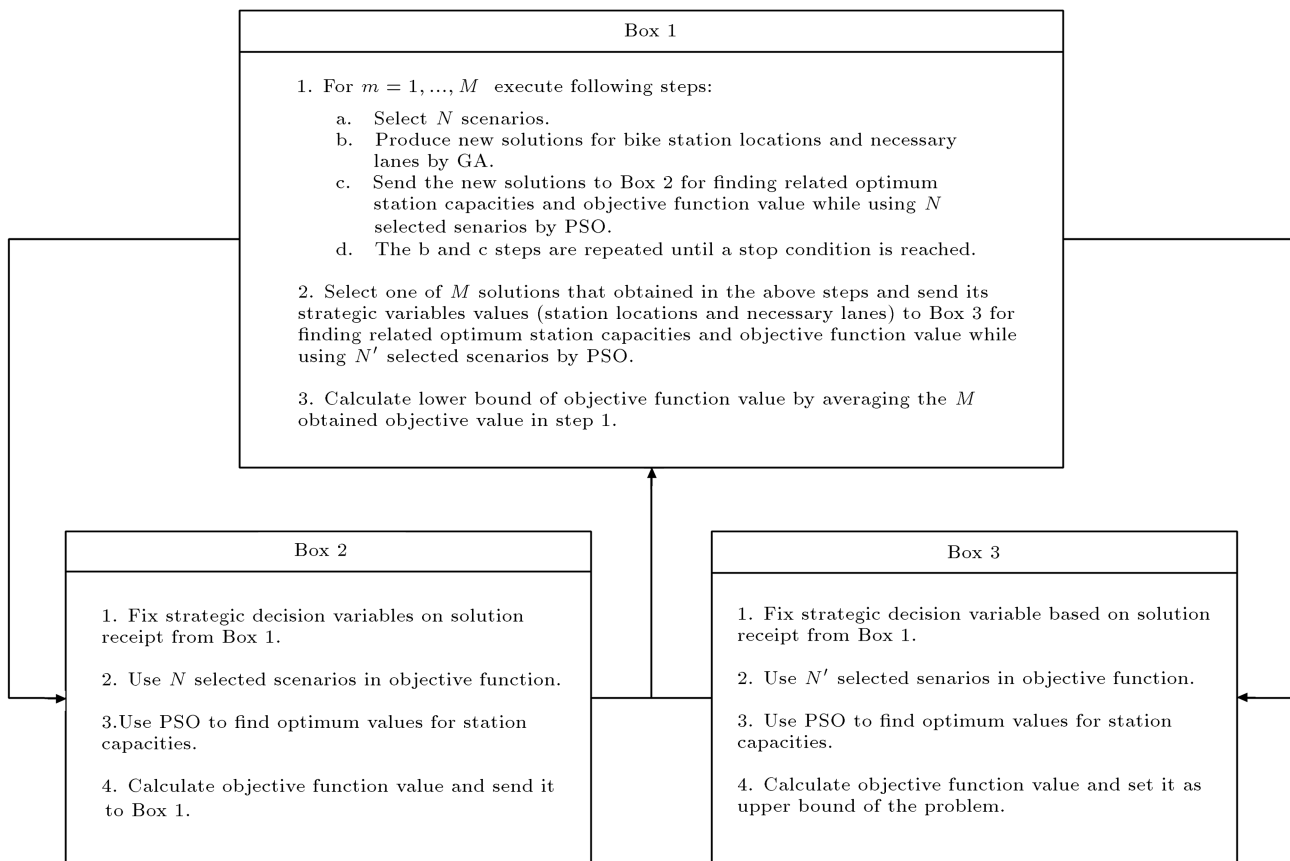 Box 1
1. For m = 1, ..., M execute following steps:
a. Select N scenarios.
b. Produce new solutions for bike station locations and necessary
lanes by GA.
c. Send the new solutions to Box 2 for finding related optimum
station capacities and objective function value while using N
selected senarios by PSO.
d. The b and c steps are repeated until a stop condition is reached.
2. Select one of M solutions that obtained in the above steps and send its
strategic variables values (station locations and necessary lanes) to Box 3 for
finding related optimum station capacities and objective function value while
using N′ selected scenarios by PSO.
3. Calculate lower bound of objective function value by averaging the M
obtained objective value in step 1.
Box 2
1. Fix strategic decision variables on solution
receipt from Box 1.
2. Use N selected scenarios in objective function.
3.Use PSO to find optimum values for station
capacities.
4. Calculate objective function value and send it
to Box 1.
Box 3
1. Fix strategic decision variable based on solution
receipt from Box 1.
2. Use N′ selected senarios in objective function.
3. Use PSO to find optimum values for station
capacities.
4. Calculate objective function value and set it as
upper bound of the problem.